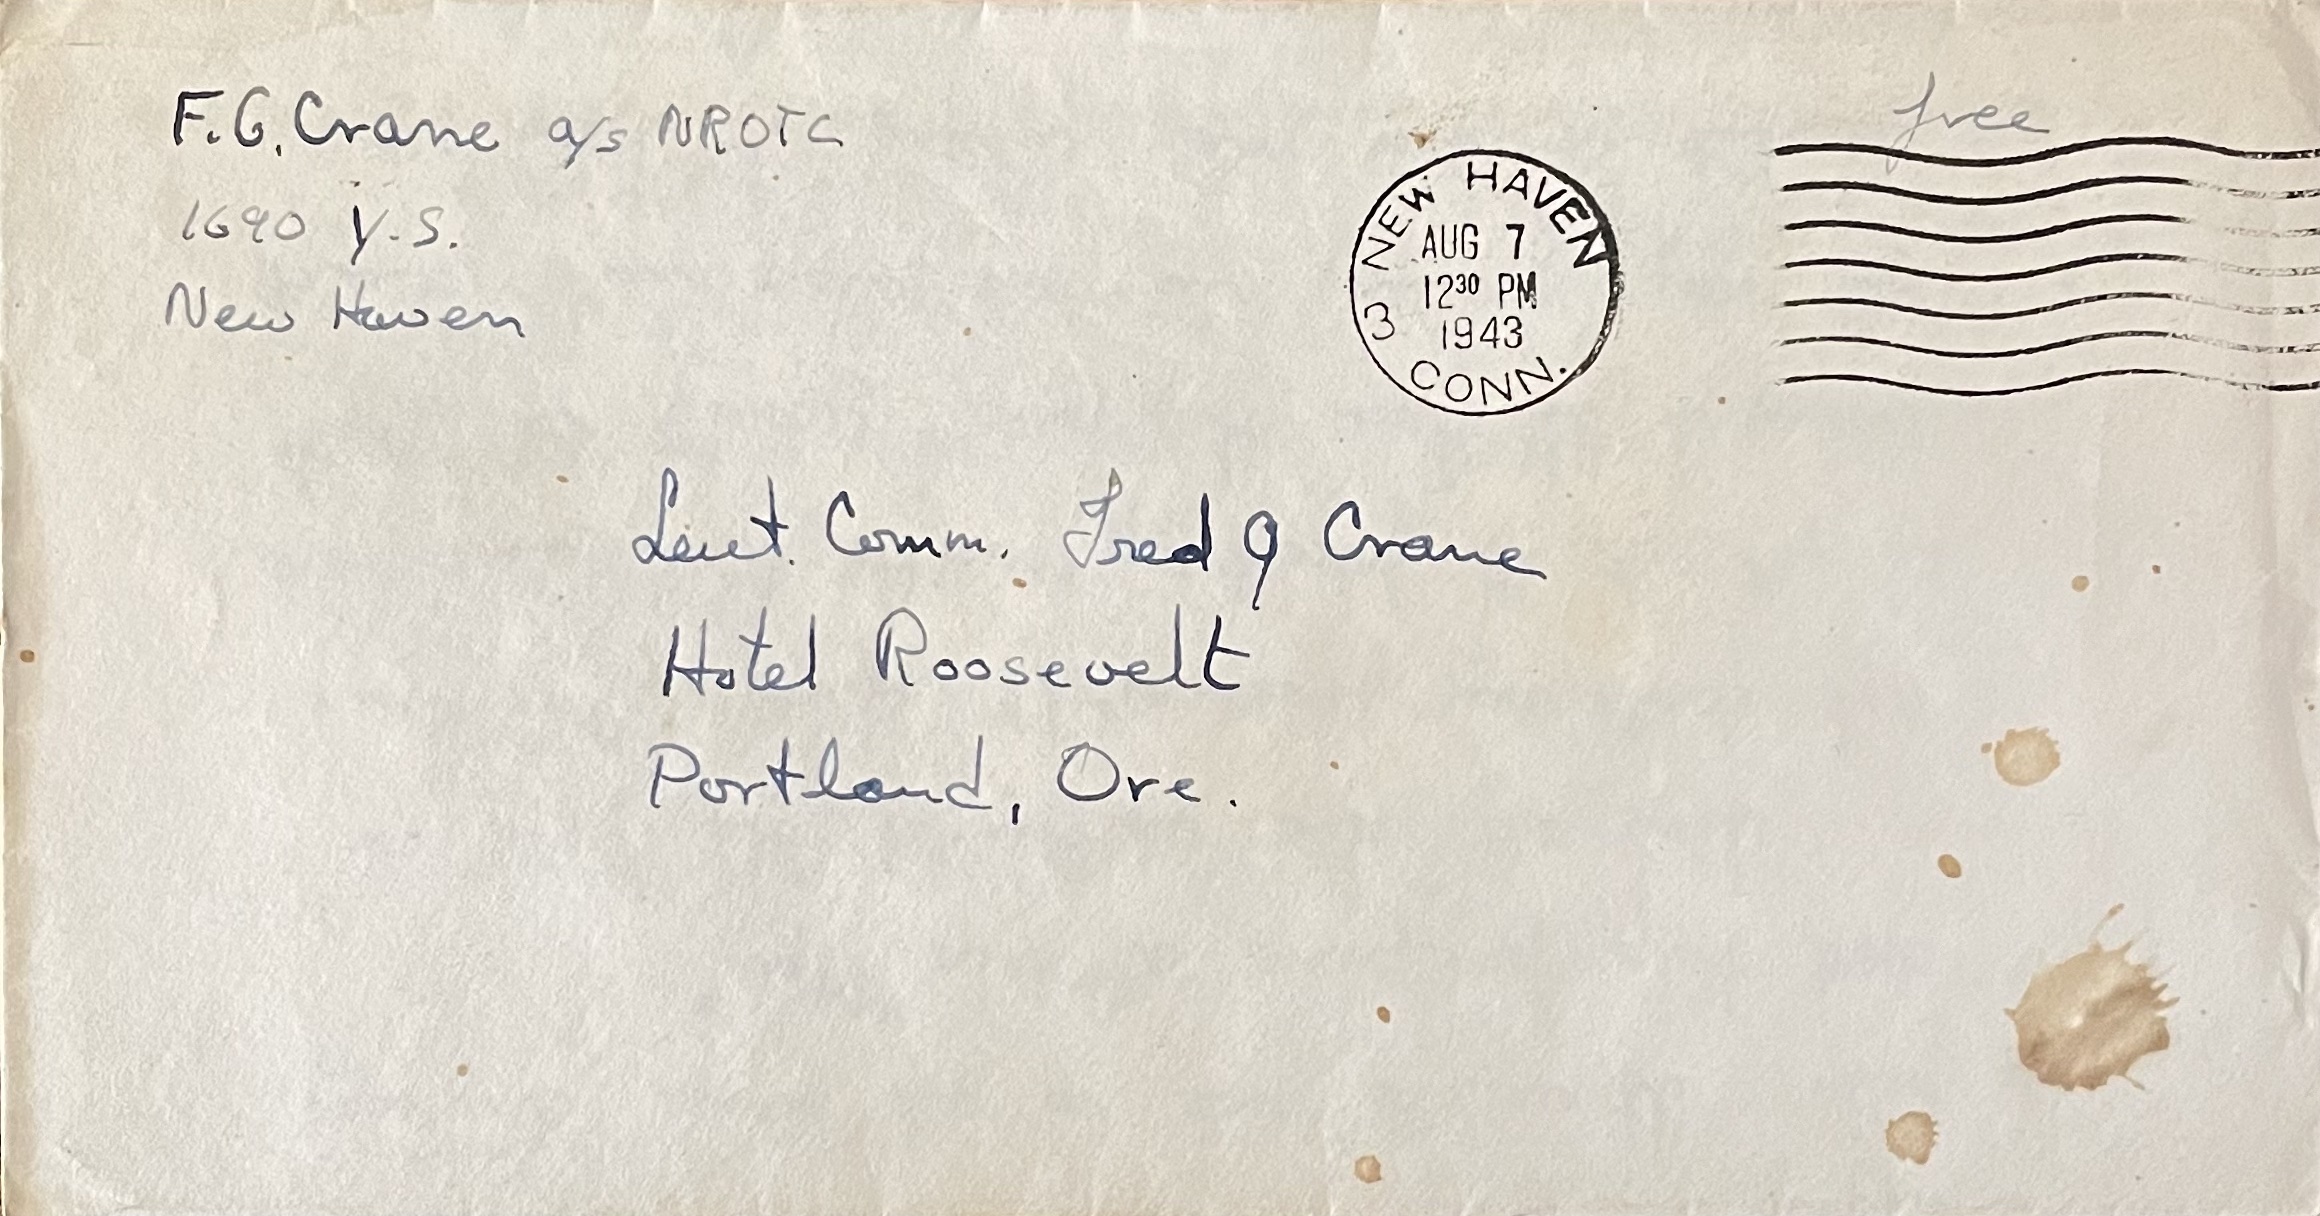 F.G. Crane a/s NROTC
1690 Y.S.
New Haven
free
NEW HAVEN
AUG 7
12³⁰ PM
1943
3
CONN.
Lieut. Comm. Fred J Crane
Hotel Roosevelt
Portland, Ore.